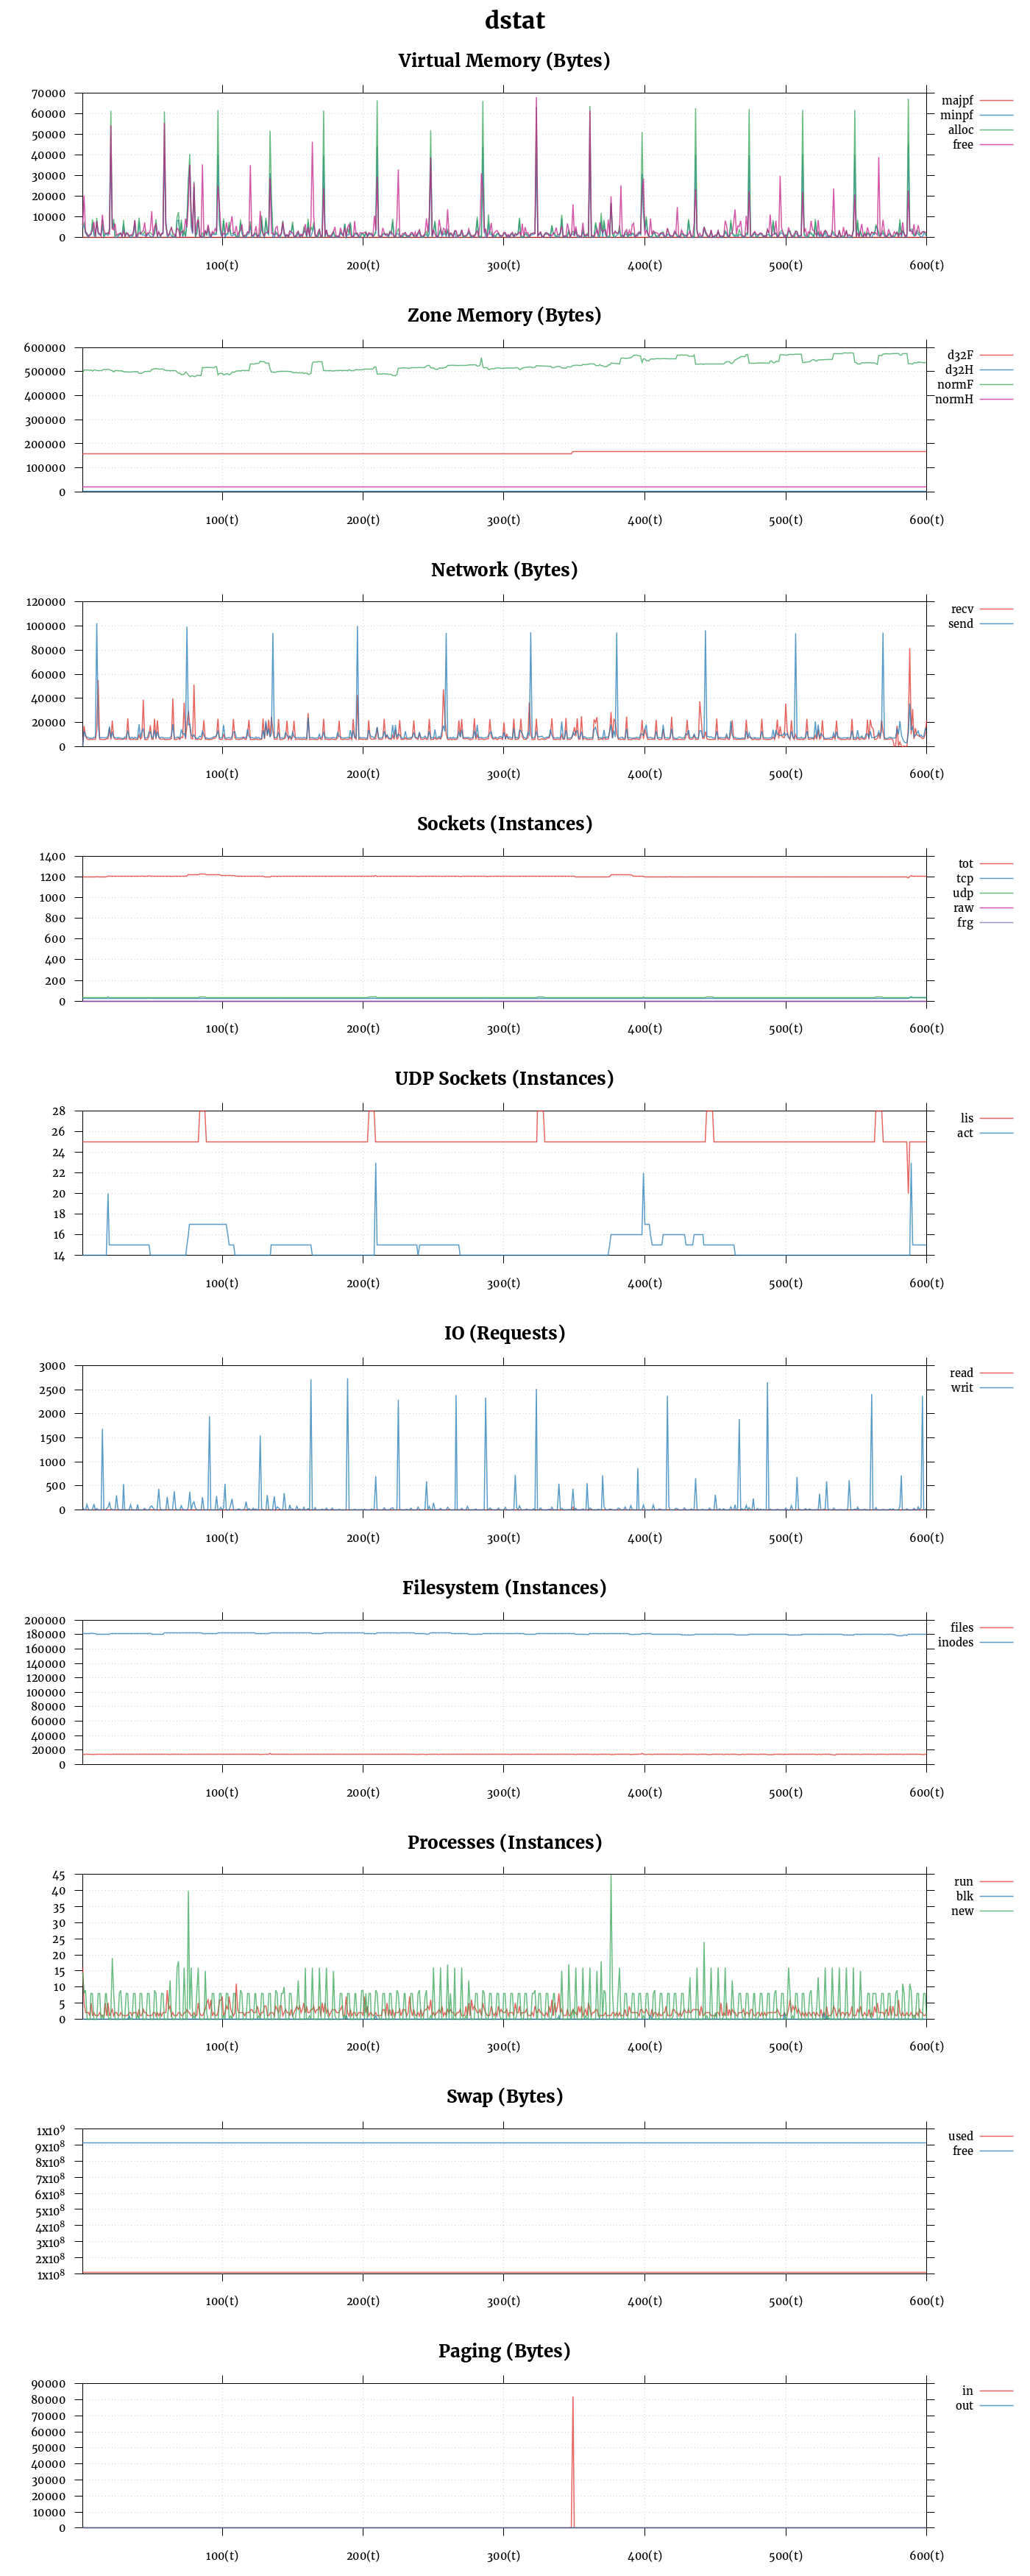 dstat
Virtual Memory (Bytes)
70000
60000
50000
40000
30000
20000
10000
0
100(t) 200(t) 300(t) 400(t) 500(t) 600(t)
majpf
minpf
alloc
free
Zone Memory (Bytes)
600000
500000
400000
300000
200000
100000
0
100(t) 200(t) 300(t) 400(t) 500(t) 600(t)
d32F
d32H
normF
normH
Network (Bytes)
120000
100000
80000
60000
40000
20000
0
100(t) 200(t) 300(t) 400(t) 500(t) 600(t)
recv
send
Sockets (Instances)
1400
1200
1000
800
600
400
200
0
100(t) 200(t) 300(t) 400(t) 500(t) 600(t)
tot
tcp
udp
raw
frg
UDP Sockets (Instances)
28
26
24
22
20
18
16
14
100(t) 200(t) 300(t) 400(t) 500(t) 600(t)
lis
act
IO (Requests)
3000
2500
2000
1500
1000
500
0
100(t) 200(t) 300(t) 400(t) 500(t) 600(t)
read
writ
Filesystem (Instances)
200000
180000
160000
140000
120000
100000
80000
60000
40000
20000
0
100(t) 200(t) 300(t) 400(t) 500(t) 600(t)
files
inodes
Processes (Instances)
45
40
35
30
25
20
15
10
5
0
100(t) 200(t) 300(t) 400(t) 500(t) 600(t)
run
blk
new
Swap (Bytes)
1x10⁹
9x10⁸
8x10⁸
7x10⁸
6x10⁸
5x10⁸
4x10⁸
3x10⁸
2x10⁸
1x10⁸
100(t) 200(t) 300(t) 400(t) 500(t) 600(t)
used
free
Paging (Bytes)
90000
80000
70000
60000
50000
40000
30000
20000
10000
0
100(t) 200(t) 300(t) 400(t) 500(t) 600(t)
in
out